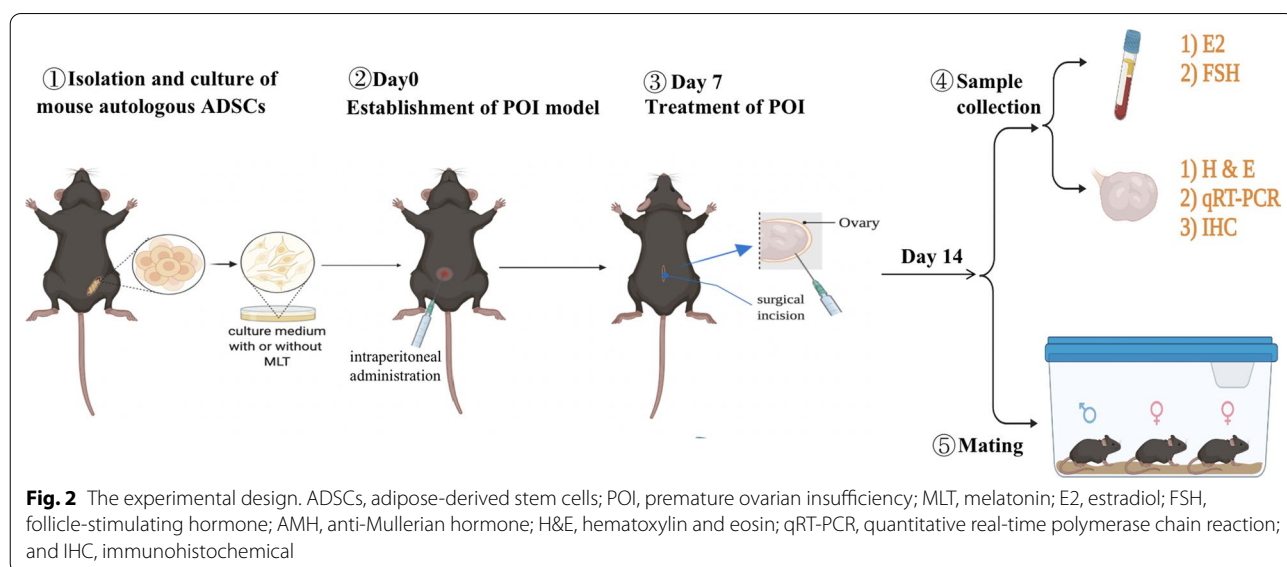 ①Isolation and culture of
mouse autologous ADSCs
②Day0
Establishment of POI model
③ Day 7
Treatment of POI
④Sample
collection
1) E2
2) FSH
1) H & E
2) qRT-PCR
3) IHC
Ovary
surgical
incision
Day 14
culture medium
with or without
MLT
intraperitoneal
administration
♂ ♀ ♀
⑤Mating
Fig. 2 The experimental design. ADSCs, adipose-derived stem cells; POI, premature ovarian insufficiency; MLT, melatonin; E2, estradiol; FSH,
follicle-stimulating hormone; AMH, anti-Mullerian hormone; H&E, hematoxylin and eosin; qRT-PCR, quantitative real-time polymerase chain reaction;
and IHC, immunohistochemical